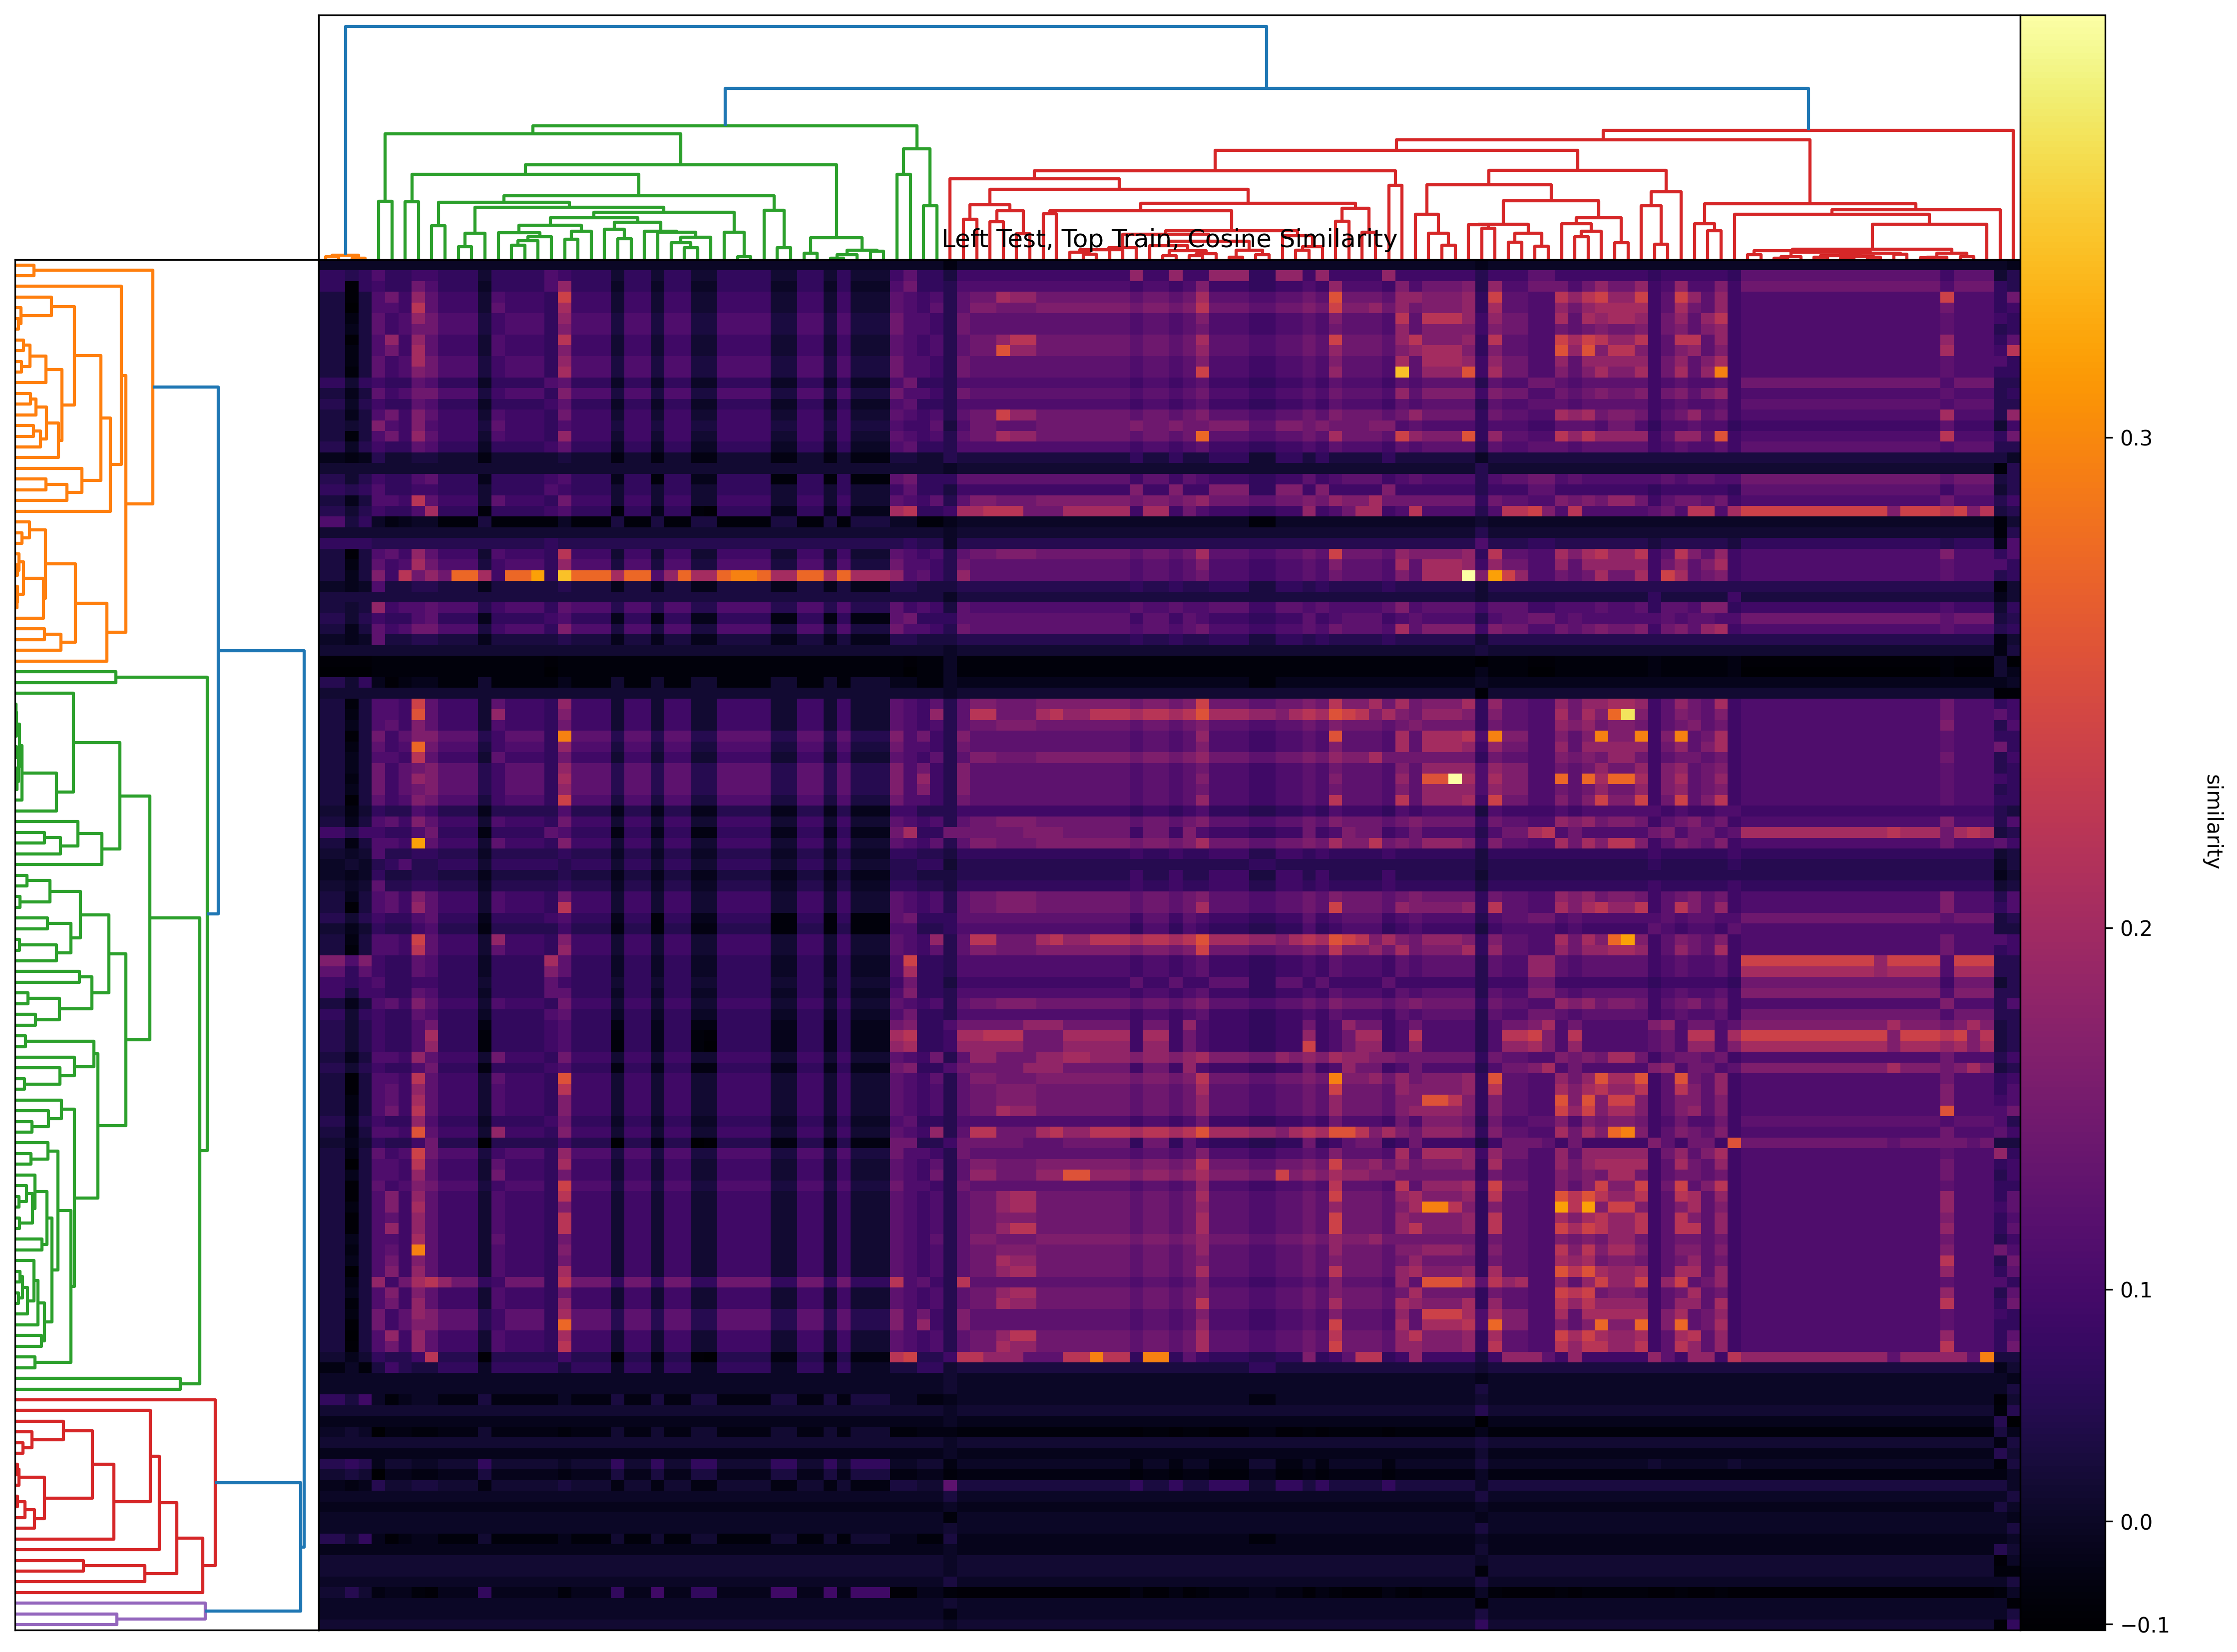 Left Test, Top Train, Cosine Similarity
0.3
0.2
0.1
0.0
−0.1
similarity